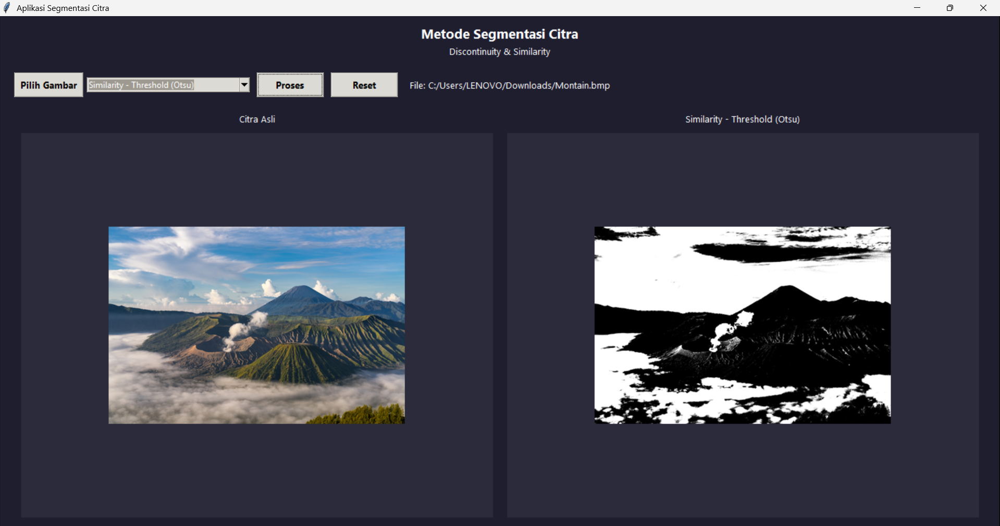 Aplikasi Segmentasi Citra
Metode Segmentasi Citra
Discontinuity & Similarity
Pilih Gambar
Similarity - Threshold (Otsu)
Proses
Reset
File: C:/Users/LENOVO/Downloads/Montain.bmp
Citra Asli
Similarity - Threshold (Otsu)